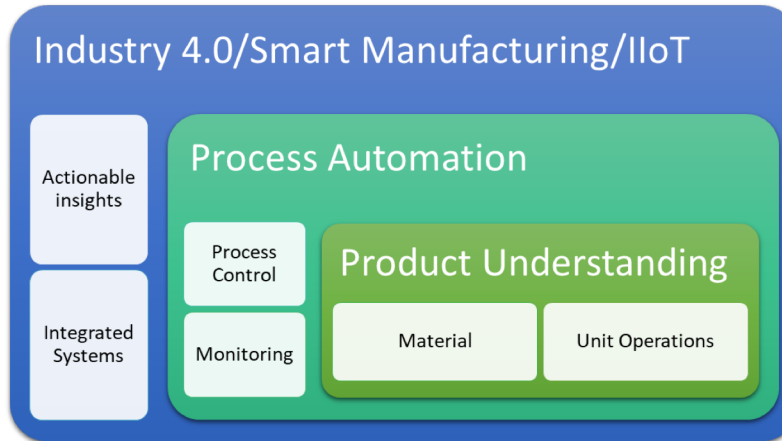 Industry 4.0/Smart Manufacturing/IIoT
Actionable
insights
Integrated
Systems
Process Automation
Process
Control
Monitoring
Product Understanding
Material
Unit Operations